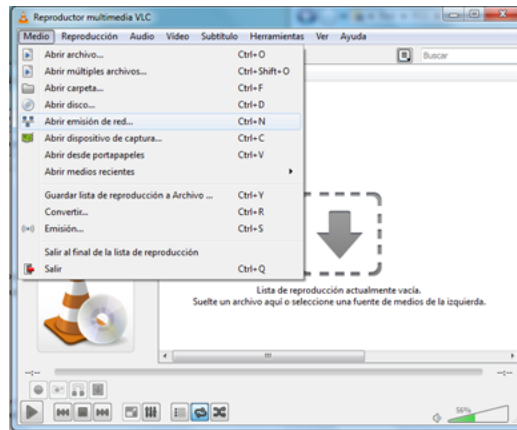 Reproductor multimedia VLC
Medio Reproducción Audio Vídeo Subtítulo Herramientas Ver Ayuda
Abrir archivo... Ctrl+O
Buscar
Abrir múltiples archivos... Ctrl+Shift+O
Abrir carpeta... Ctrl+F
Abrir disco... Ctrl+D
Abrir emisión de red... Ctrl+N
Abrir dispositivo de captura... Ctrl+C
Abrir desde portapapeles Ctrl+V
Abrir medios recientes
Guardar lista de reproducción a Archivo ... Ctrl+Y
Convertir... Ctrl+R
Emisión... Ctrl+S
Salir al final de la lista de reproducción
Salir Ctrl+Q
Lista de reproducción actualmente vacía.
Suelte un archivo aquí o seleccione una fuente de medios de la izquierda.
--:-- --:--
56%